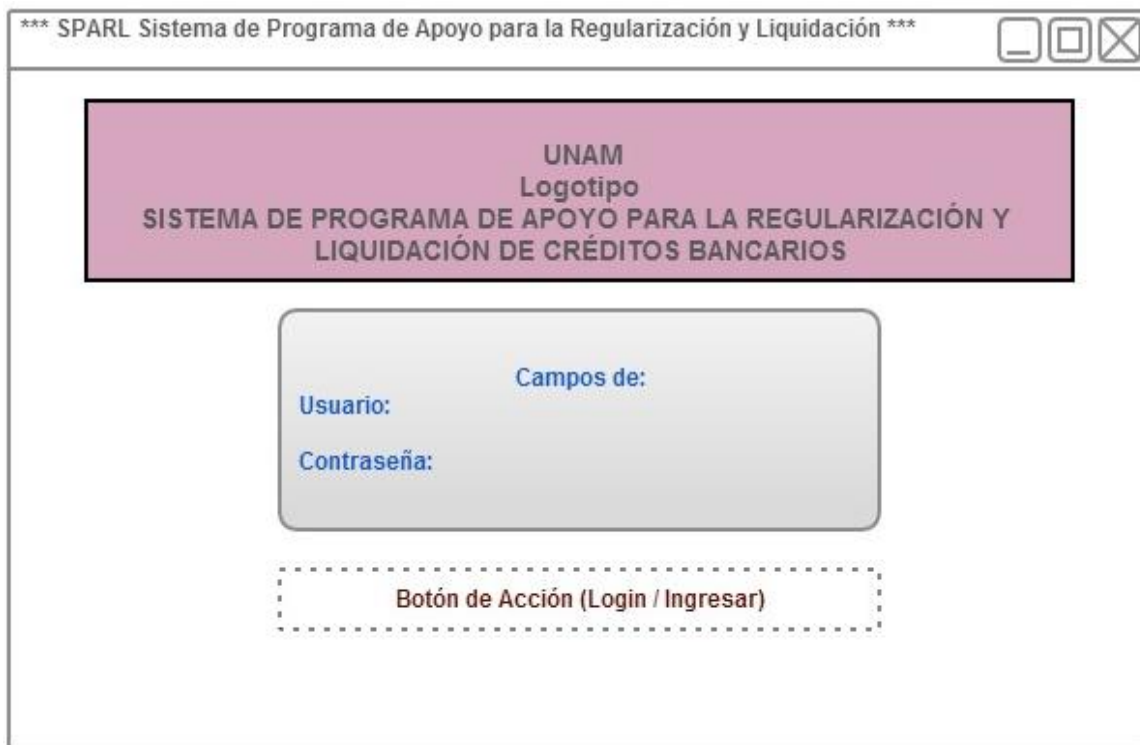 *** SPARL Sistema de Programa de Apoyo para la Regularización y Liquidación ***
UNAM
Logotipo
SISTEMA DE PROGRAMA DE APOYO PARA LA REGULARIZACIÓN Y
LIQUIDACIÓN DE CRÉDITOS BANCARIOS
Campos de:
Usuario:
Contraseña:
Botón de Acción (Login / Ingresar)